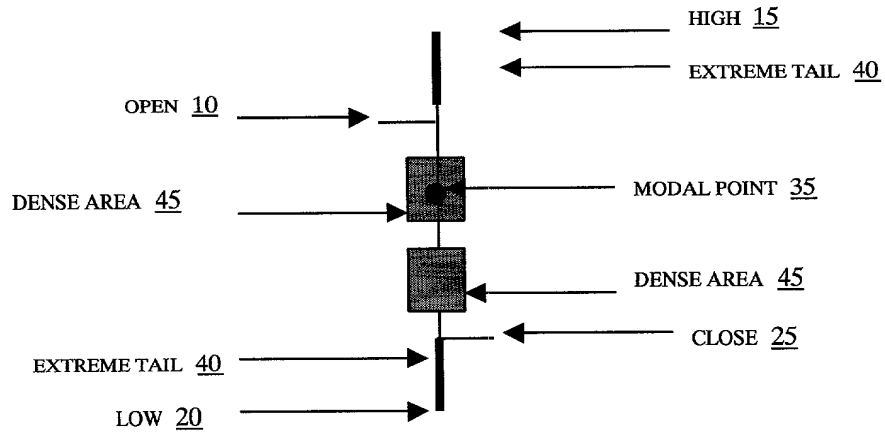 HIGH 15
EXTREME TAIL 40
OPEN 10
MODAL POINT 35
DENSE AREA 45
DENSE AREA 45
CLOSE 25
EXTREME TAIL 40
LOW 20